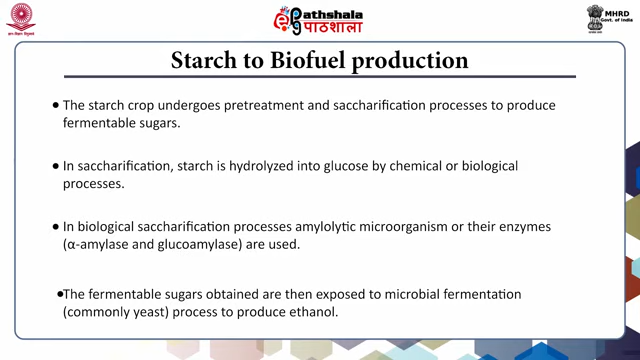 ePathshala
पाठशाला
MHRD
Govt. of India
Starch to Biofuel production
● The starch crop undergoes pretreatment and saccharification processes to produce
fermentable sugars.
● In saccharification, starch is hydrolyzed into glucose by chemical or biological
processes.
● In biological saccharification processes amylolytic microorganism or their enzymes
(α-amylase and glucoamylase) are used.
●The fermentable sugars obtained are then exposed to microbial fermentation
(commonly yeast) process to produce ethanol.